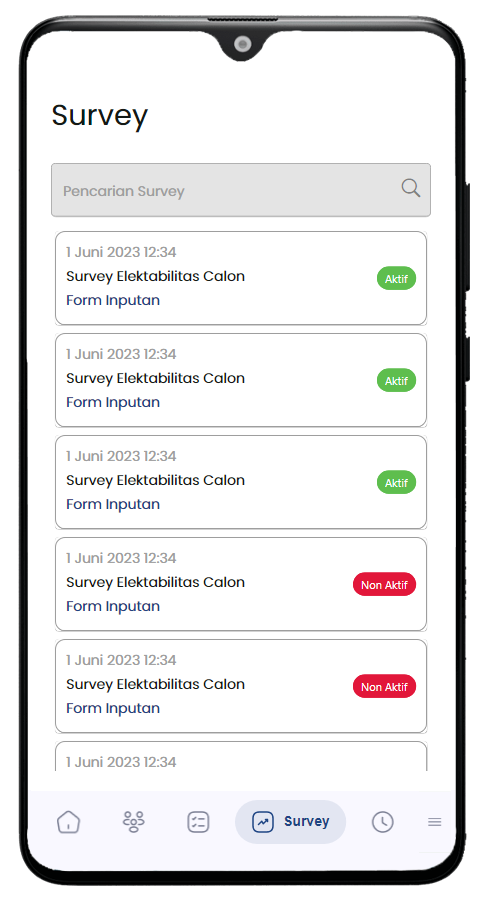 Survey
Pencarian Survey
1 Juni 2023 12:34
Survey Elektabilitas Calon
Aktif
Form Inputan
1 Juni 2023 12:34
Survey Elektabilitas Calon
Aktif
Form Inputan
1 Juni 2023 12:34
Survey Elektabilitas Calon
Aktif
Form Inputan
1 Juni 2023 12:34
Survey Elektabilitas Calon
Non Aktif
Form Inputan
1 Juni 2023 12:34
Survey Elektabilitas Calon
Non Aktif
Form Inputan
1 Juni 2023 12:34
Survey